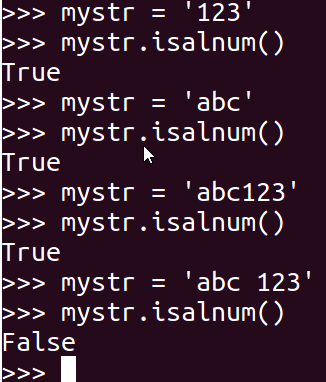 >>> mystr = '123'
>>> mystr.isalnum()
True
>>> mystr = 'abc'
>>> mystr.isalnum()
True
>>> mystr = 'abc123'
>>> mystr.isalnum()
True
>>> mystr = 'abc 123'
>>> mystr.isalnum()
False
>>>